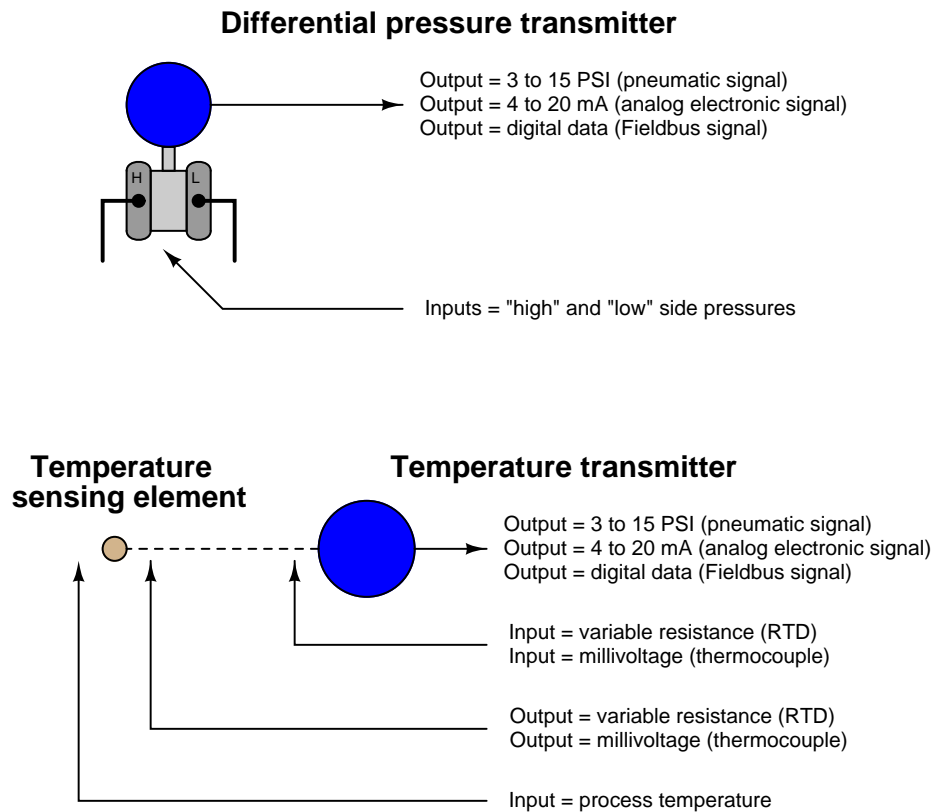 Differential pressure transmitter
Output = 3 to 15 PSI (pneumatic signal)
Output = 4 to 20 mA (analog electronic signal)
Output = digital data (Fieldbus signal)
H L
Inputs = "high" and "low" side pressures
Temperature
sensing element
Temperature transmitter
Output = 3 to 15 PSI (pneumatic signal)
Output = 4 to 20 mA (analog electronic signal)
Output = digital data (Fieldbus signal)
Input = variable resistance (RTD)
Input = millivoltage (thermocouple)
Output = variable resistance (RTD)
Output = millivoltage (thermocouple)
Input = process temperature